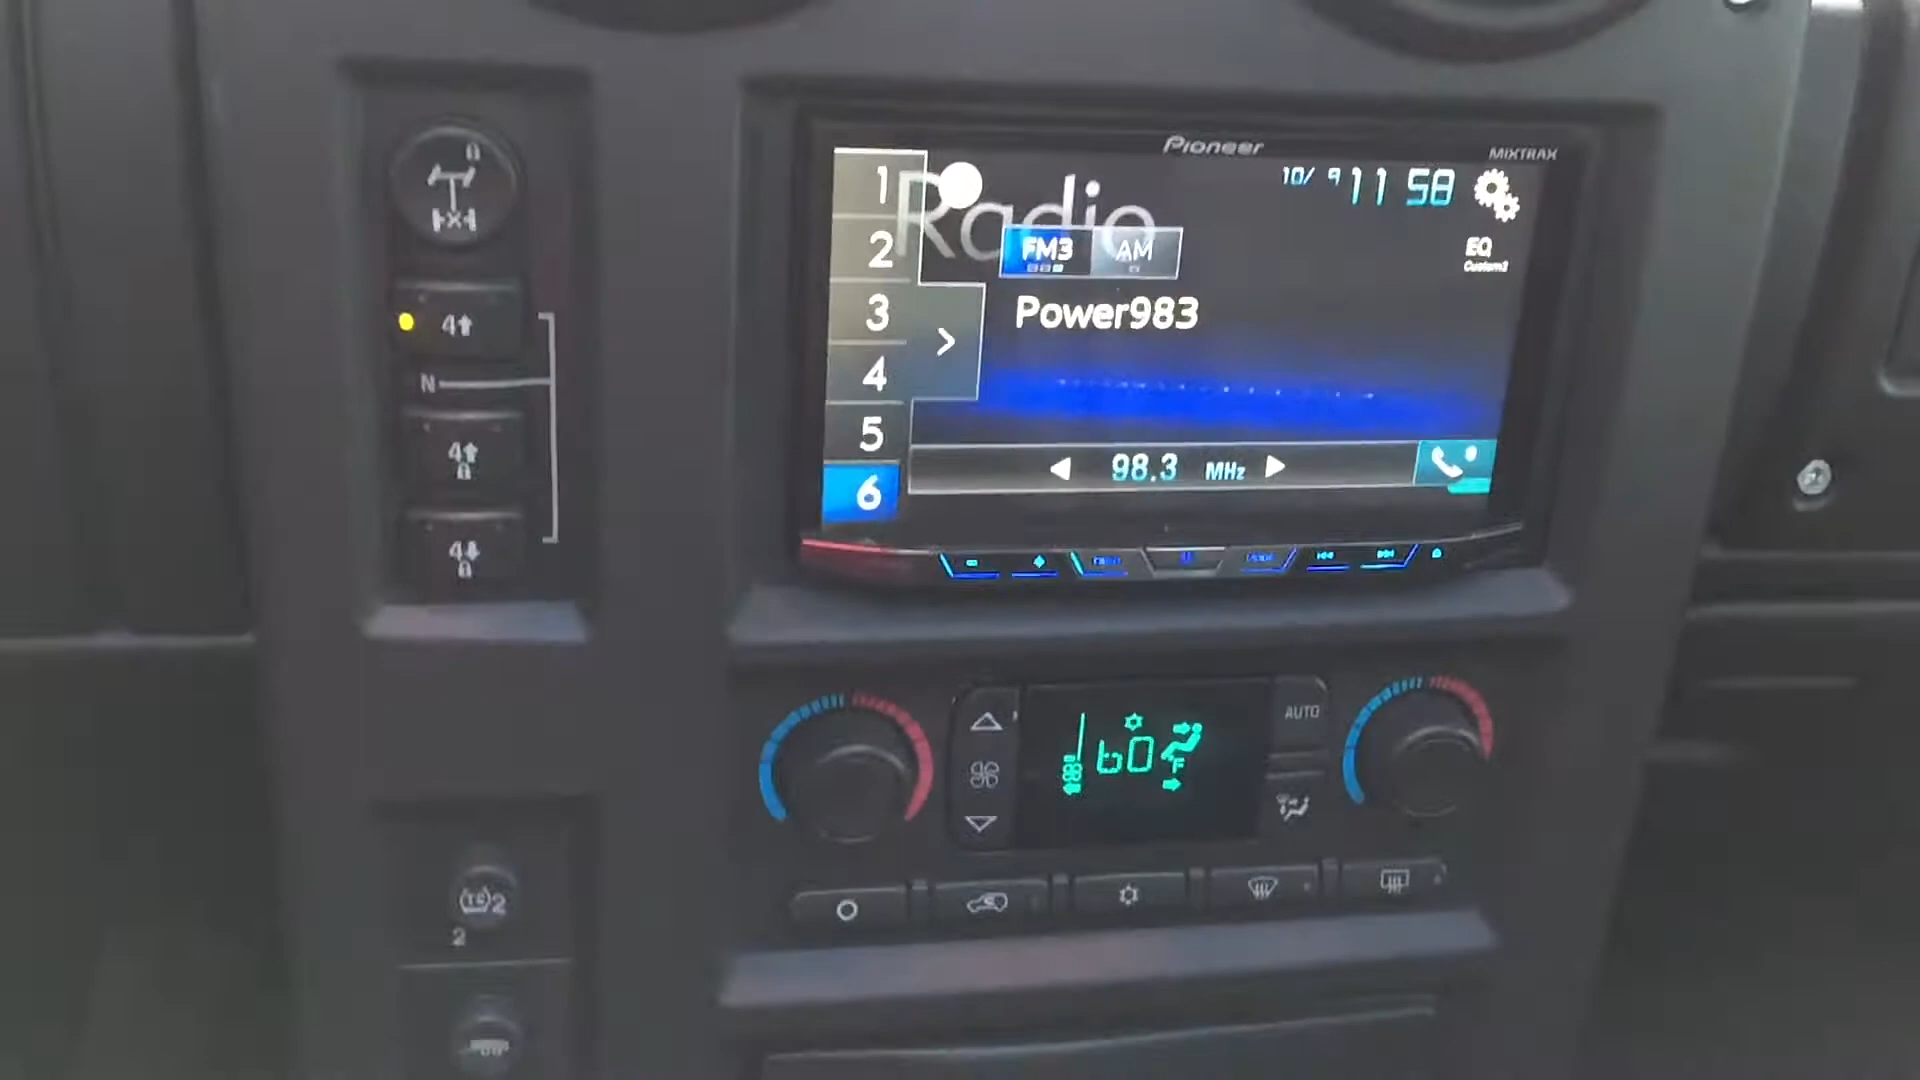 Pioneer
MIXTRAX
1
Radio
10/ 9 11 58
2
FM3
AM
EQ
Custom2
3
Power983
4
5
98.3 MHz
6
4
N
4
4
AUTO
60 °F
2
2